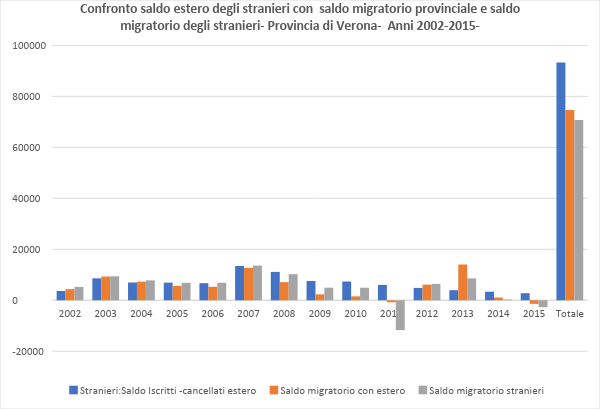 Confronto saldo estero degli stranieri con saldo migratorio provinciale e saldo
migratorio degli stranieri- Provincia di Verona- Anni 2002-2015-
100000
80000
60000
40000
20000
0
-20000
2002 2003 2004 2005 2006 2007 2008 2009 2010 201 2012 2013 2014 2015 Totale
Stranieri:Saldo Iscritti -cancellati estero Saldo migratorio con estero Saldo migratorio stranieri